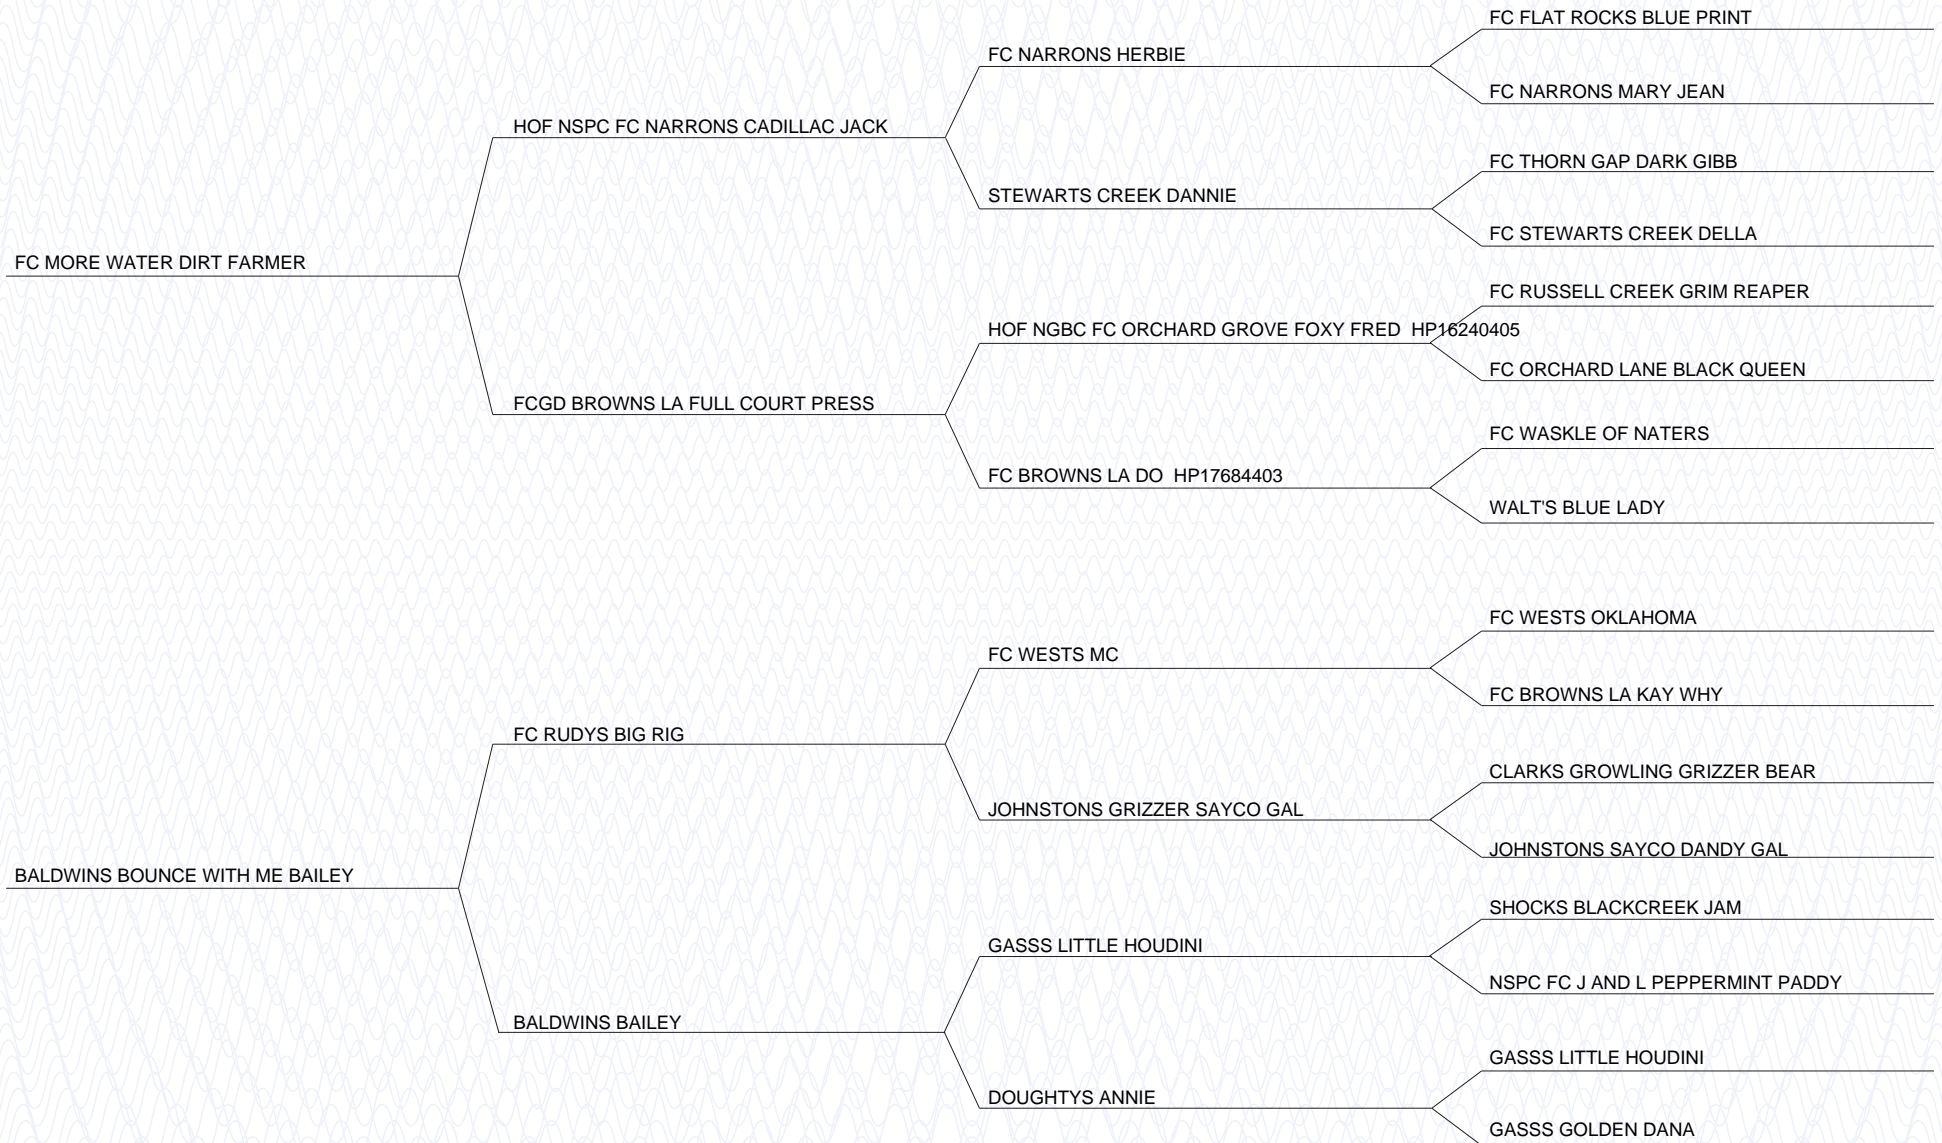 FC FLAT ROCKS BLUE PRINT
FC NARRONS HERBIE
FC NARRONS MARY JEAN
HOF NSPC FC NARRONS CADILLAC JACK
FC THORN GAP DARK GIBB
STEWARTS CREEK DANNIE
FC STEWARTS CREEK DELLA
FC MORE WATER DIRT FARMER
FC RUSSELL CREEK GRIM REAPER
HOF NGBC FC ORCHARD GROVE FOXY FRED  HP16240405
FC ORCHARD LANE BLACK QUEEN
FCGD BROWNS LA FULL COURT PRESS
FC WASKLE OF NATERS
FC BROWNS LA DO  HP17684403
WALT'S BLUE LADY
FC WESTS OKLAHOMA
FC WESTS MC
FC BROWNS LA KAY WHY
FC RUDYS BIG RIG
CLARKS GROWLING GRIZZER BEAR
JOHNSTONS GRIZZER SAYCO GAL
JOHNSTONS SAYCO DANDY GAL
BALDWINS BOUNCE WITH ME BAILEY
SHOCKS BLACKCREEK JAM
GASSS LITTLE HOUDINI
NSPC FC J AND L PEPPERMINT PADDY
BALDWINS BAILEY
GASSS LITTLE HOUDINI
DOUGHTYS ANNIE
GASSS GOLDEN DANA